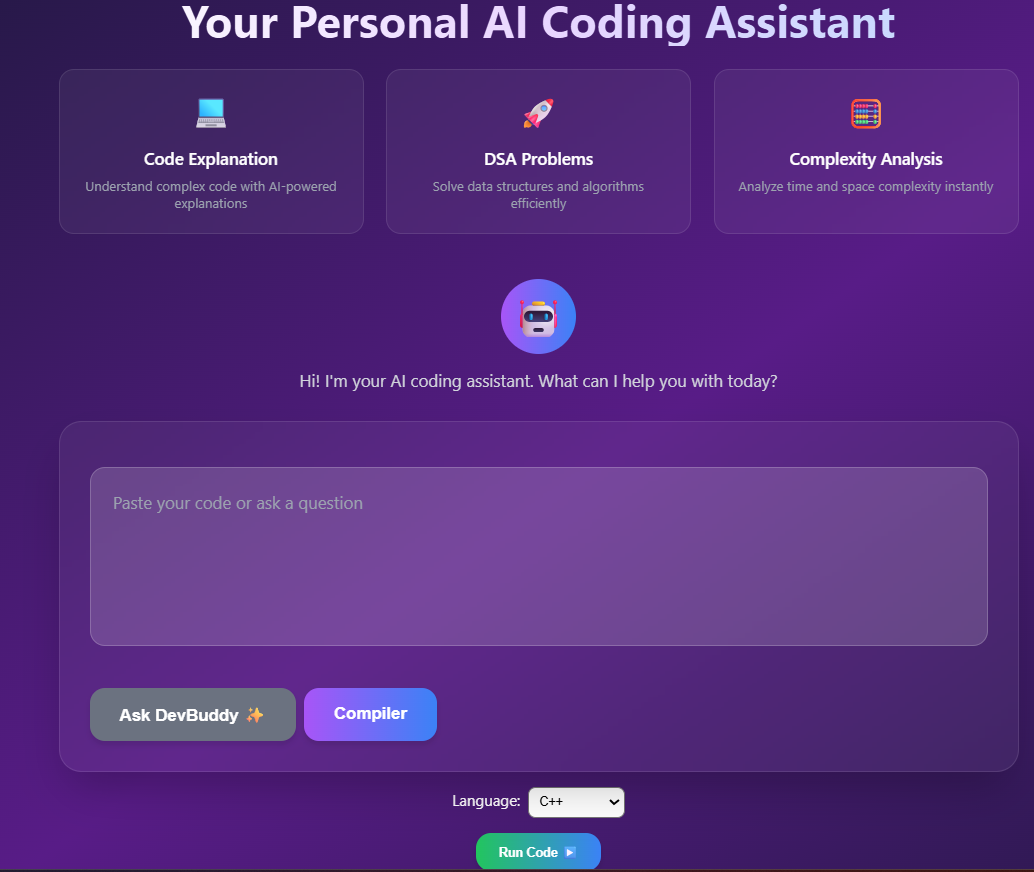 Your Personal AI Coding Assistant
Code Explanation
Understand complex code with AI-powered
explanations
DSA Problems
Solve data structures and algorithms
efficiently
Complexity Analysis
Analyze time and space complexity instantly
Hi! I'm your AI coding assistant. What can I help you with today?
Paste your code or ask a question
Ask DevBuddy ✨
Compiler
Language: C++
Run Code ▶️